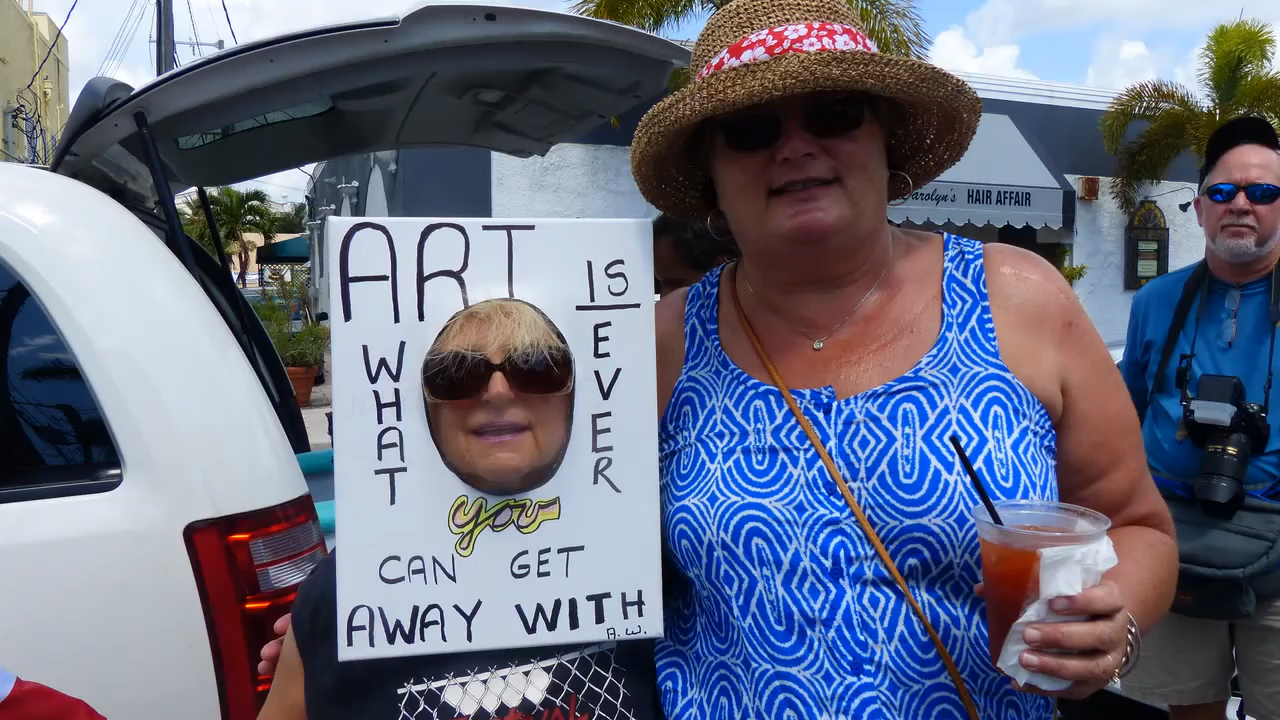 ART
IS
WHAT
EVER
you
CAN GET
AWAY WITH
A.W.
Carolyn's HAIR AFFAIR